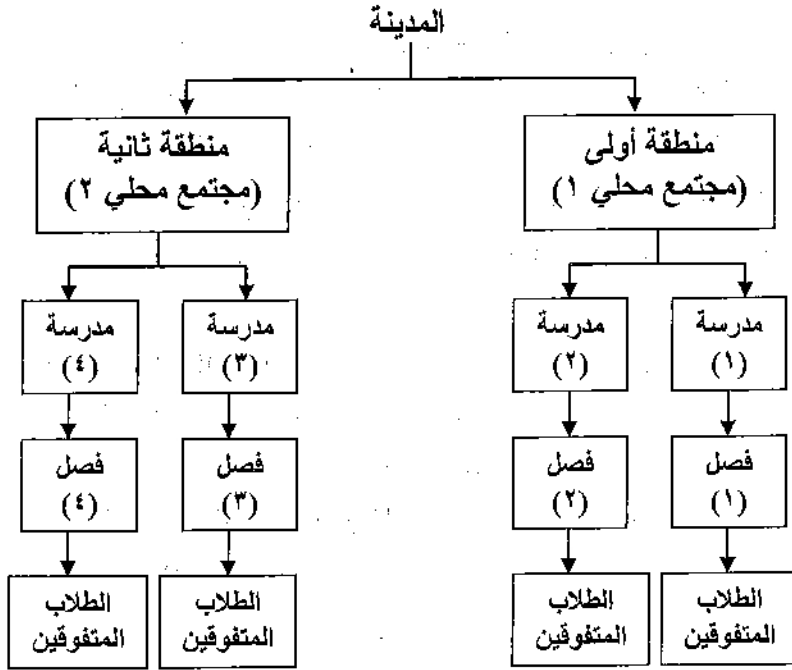 المدينة
منطقة أولى
(مجتمع محلي ١)
منطقة ثانية
(مجتمع محلي ٢)
مدرسة
(١)
مدرسة
(٢)
مدرسة
(٣)
مدرسة
(٤)
فصل
(١)
فصل
(٢)
فصل
(٣)
فصل
(٤)
الطلاب
المتفوقين
الطلاب
المتفوقين
الطلاب
المتفوقين
الطلاب
المتفوقين